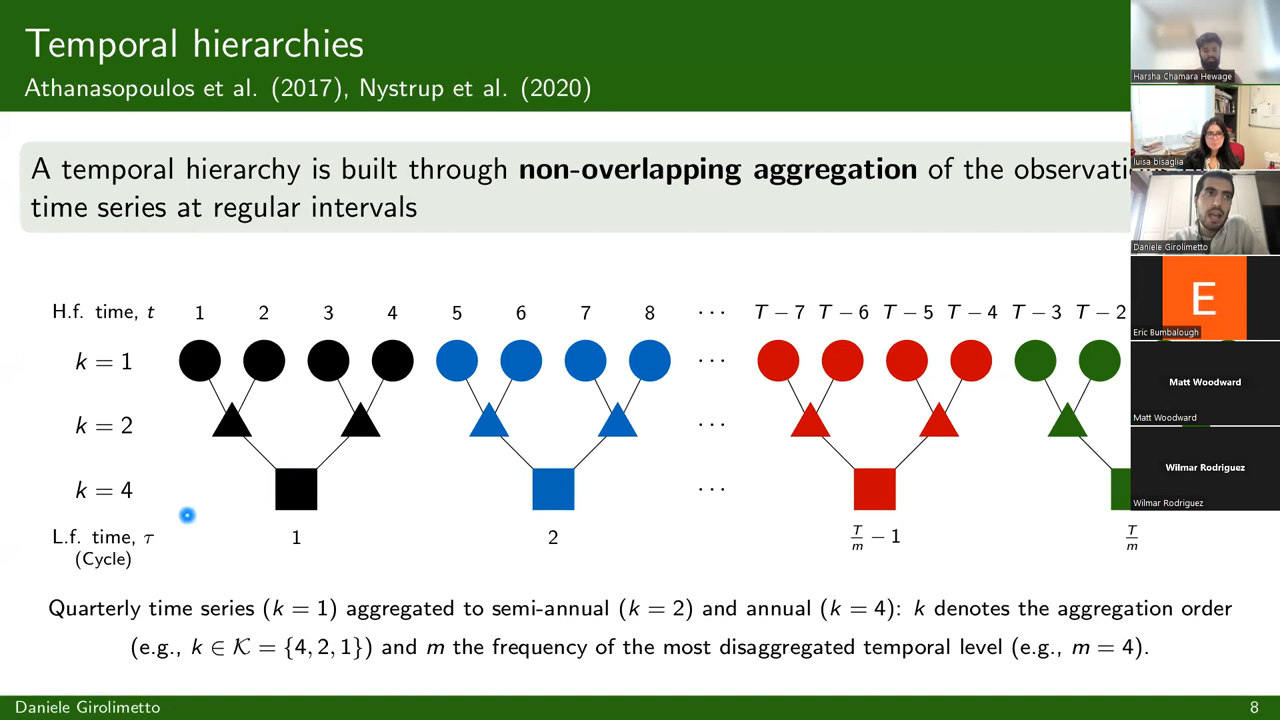 Temporal hierarchies
Athanasopoulos et al. (2017), Nystrup et al. (2020)
A temporal hierarchy is built through non-overlapping aggregation of the
time series at regular intervals
H.f. time, t 1 2 3 4 5 6 7 8 ··· T − 7 T − 6 T − 5 T − 4 T − 3 T − 2
k = 1 ···
k = 2 ···
k = 4 ···
L.f. time, τ 1 2 T/m − 1 T/m
(Cycle)
Quarterly time series (k = 1) aggregated to semi-annual (k = 2) and annual (k = 4): k denotes the aggregation order
(e.g., k ∈ 𝒦 = {4, 2, 1}) and m the frequency of the most disaggregated temporal level (e.g., m = 4).
Daniele Girolimetto 8
Harsha Chamara Hewage
luisa bisaglia
Daniele Girolimetto
E
Eric Bumbalough
Matt Woodward
Matt Woodward
Wilmar Rodriguez
Wilmar Rodriguez